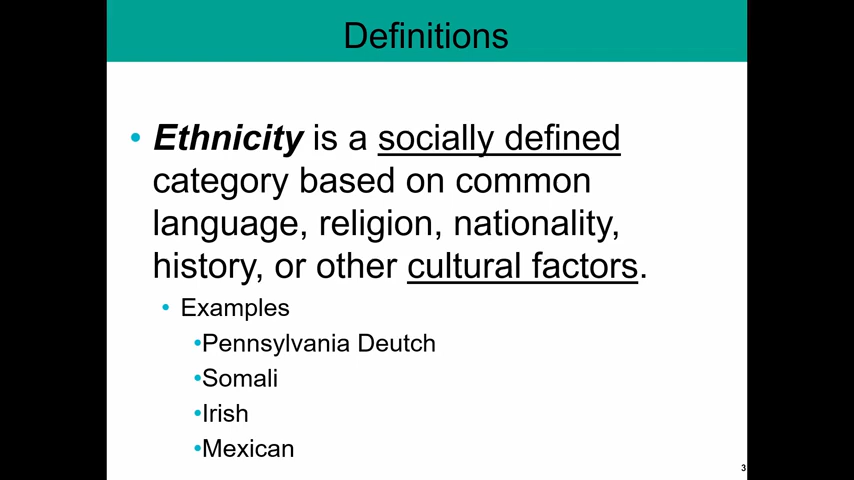 Definitions
• Ethnicity is a socially defined
category based on common
language, religion, nationality,
history, or other cultural factors.
• Examples
•Pennsylvania Deutch
•Somali
•Irish
•Mexican
3